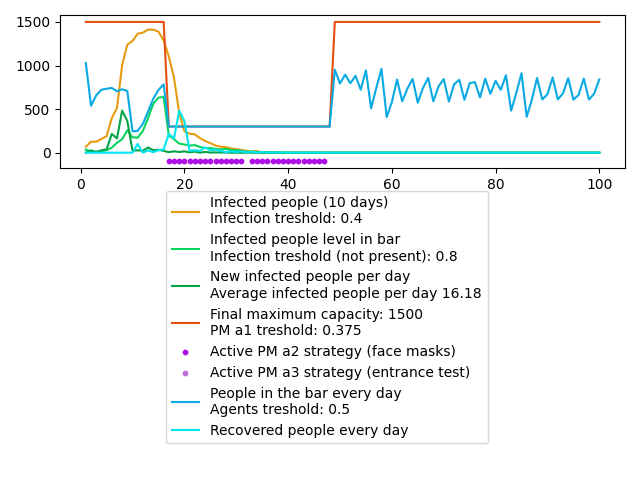 1500
1000
500
0
0 20 40 60 80 100
Infected people (10 days)
Infection treshold: 0.4
Infected people level in bar
Infection treshold (not present): 0.8
New infected people per day
Average infected people per day 16.18
Final maximum capacity: 1500
PM a1 treshold: 0.375
Active PM a2 strategy (face masks)
Active PM a3 strategy (entrance test)
People in the bar every day
Agents treshold: 0.5
Recovered people every day